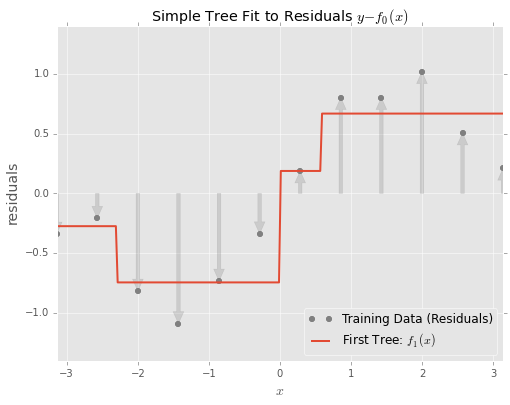 Simple Tree Fit to Residuals y−f₀(x)
residuals
1.0
0.5
0.0
−0.5
−1.0
−3
−2
−1
0
1
2
3
x
Training Data (Residuals)
First Tree: f₁(x)